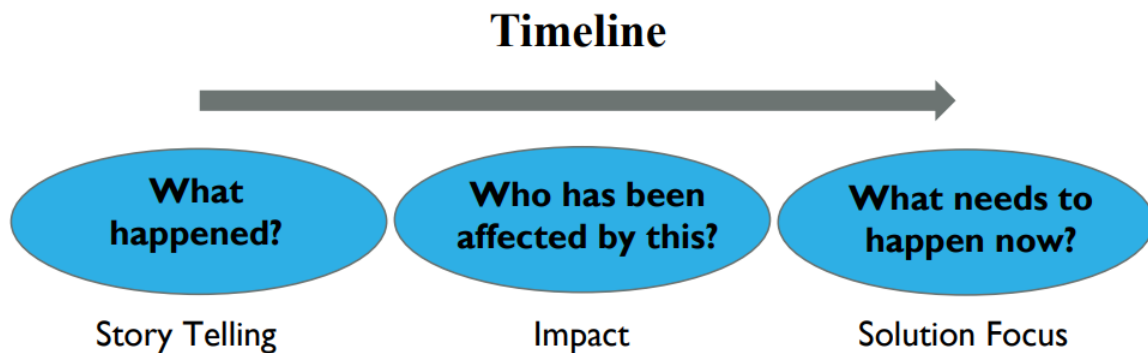 Timeline
What
happened?
Who has been
affected by this?
What needs to
happen now?
Story Telling
Impact
Solution Focus